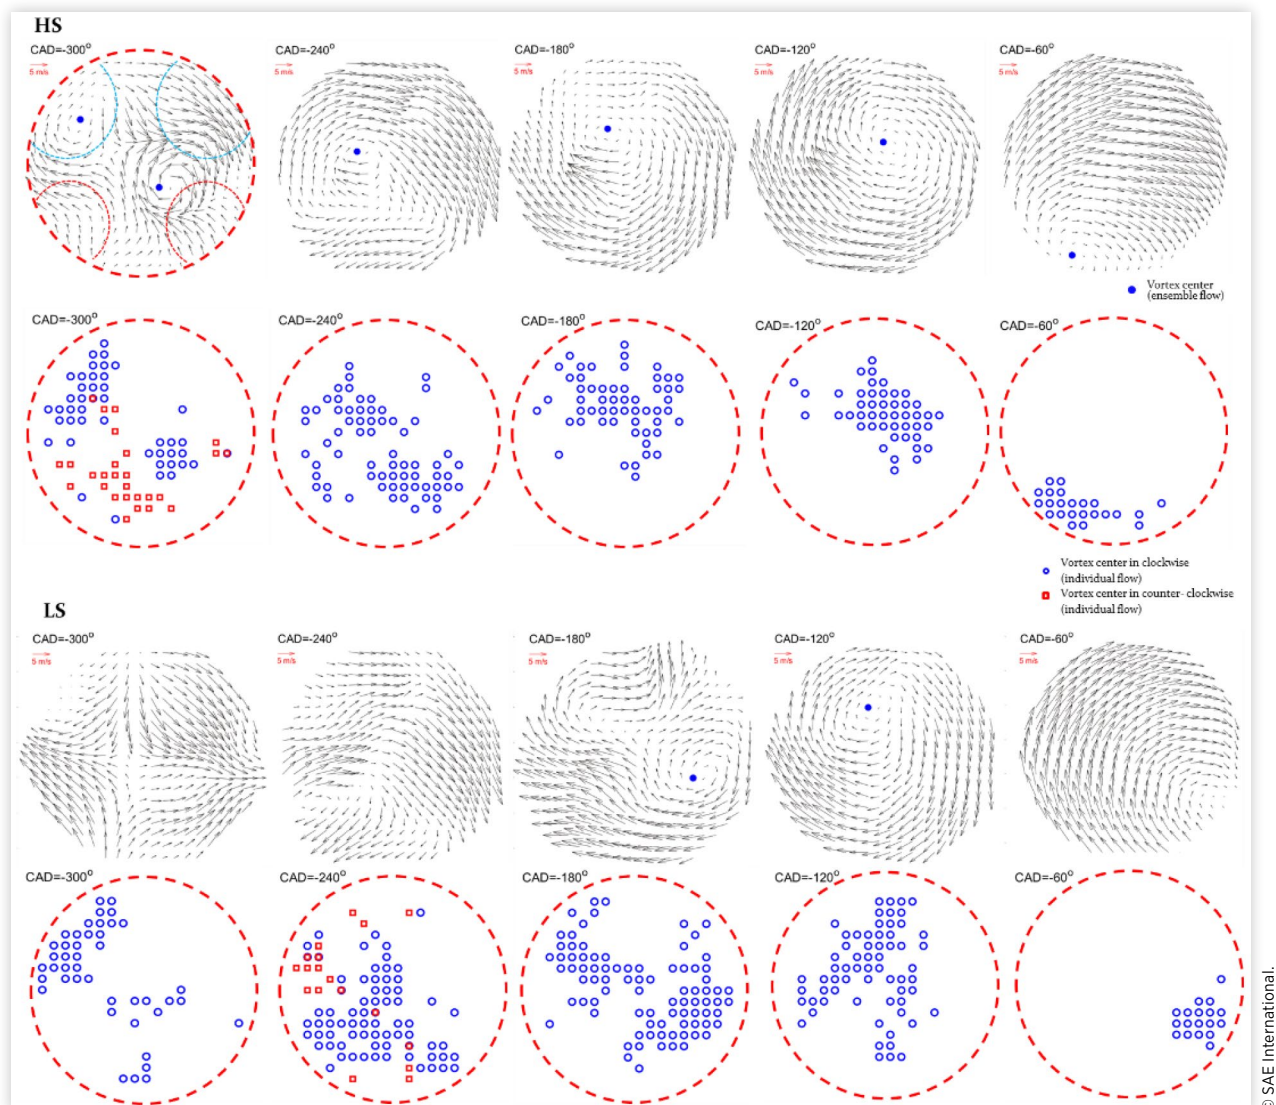 HS
CAD=-300° CAD=-240° CAD=-180° CAD=-120° CAD=-60°
5 m/s 5 m/s 5 m/s 5 m/s 5 m/s
Vortex center
(ensemble flow)
CAD=-300° CAD=-240° CAD=-180° CAD=-120° CAD=-60°
Vortex center in clockwise
(individual flow)
Vortex center in counter- clockwise
(individual flow)
LS
CAD=-300° CAD=-240° CAD=-180° CAD=-120° CAD=-60°
5 m/s 5 m/s 5 m/s 5 m/s 5 m/s
CAD=-300° CAD=-240° CAD=-180° CAD=-120° CAD=-60°
© SAE International.